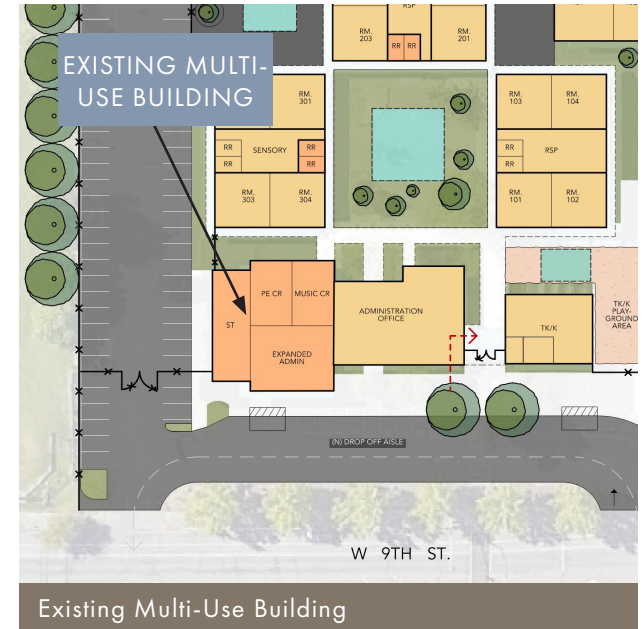 RSP
RM.
203
RR
RR
RM.
201
EXISTING MULTI-
USE BUILDING
RM.
301
RR
RR
SENSORY
RR
RR
RM.
303
RM.
304
RM.
103
RM.
104
RR
RR
RSP
RM.
101
RM.
102
ST
PE CR
MUSIC CR
EXPANDED
ADMIN
ADMINISTRATION
OFFICE
TK/K
TK/K
PLAY-
GROUND
AREA
(N) DROP OFF AISLE
W 9TH ST.
Existing Multi-Use Building